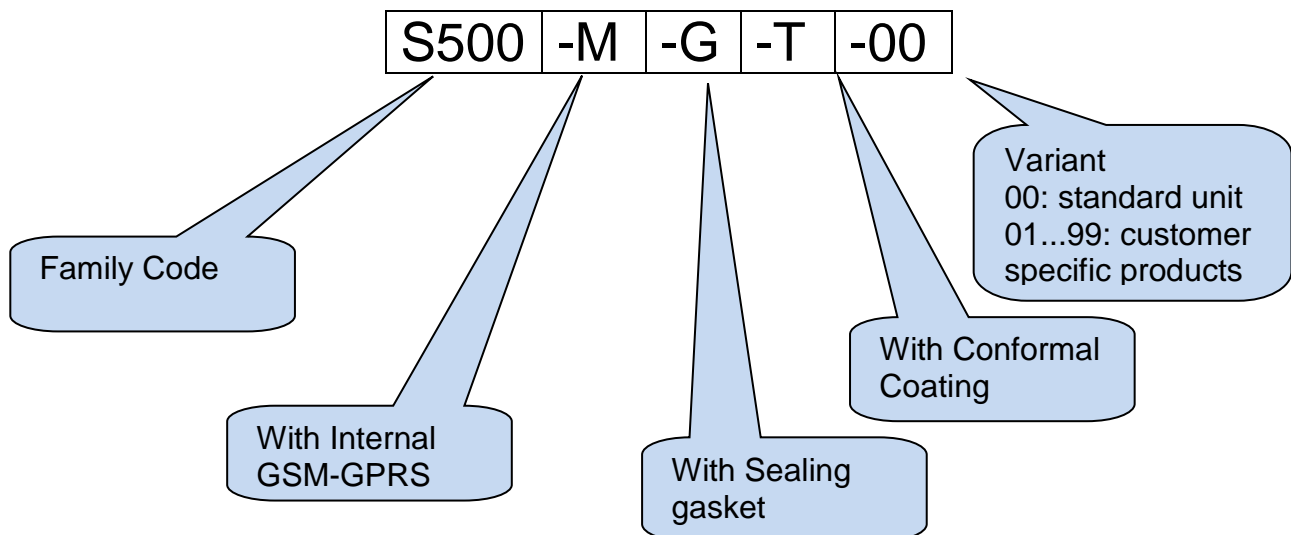 S500 -M -G -T -00
Family Code
With Internal
GSM-GPRS
With Sealing
gasket
With Conformal
Coating
Variant
00: standard unit
01...99: customer
specific products